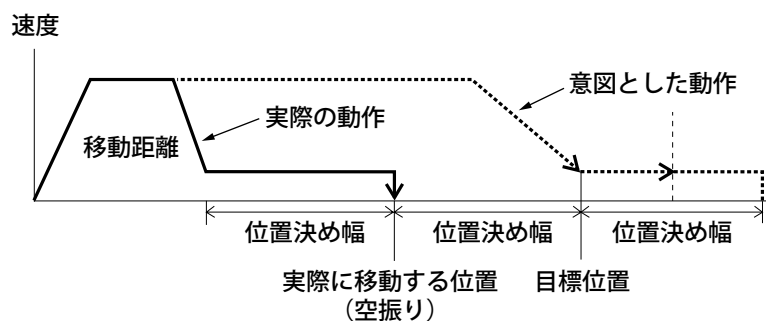 速度
意図とした動作
実際の動作
移動距離
位置決め幅
位置決め幅
位置決め幅
実際に移動する位置
（空振り）
目標位置